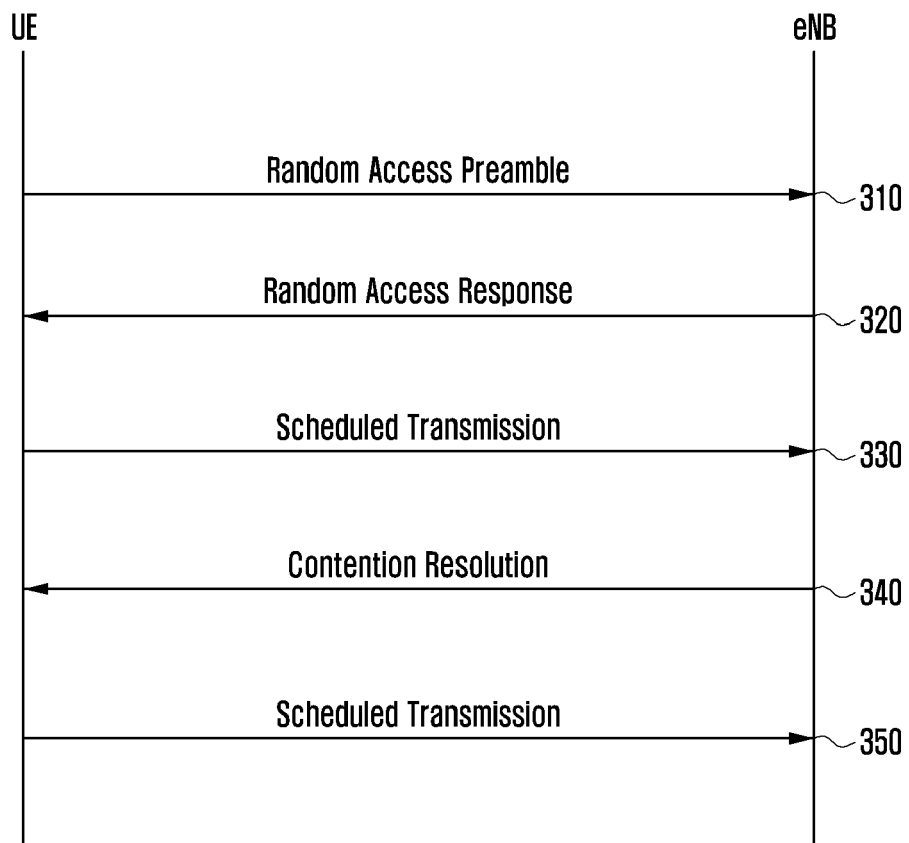 UE
eNB
Random Access Preamble
310
Random Access Response
320
Scheduled Transmission
330
Contention Resolution
340
Scheduled Transmission
350